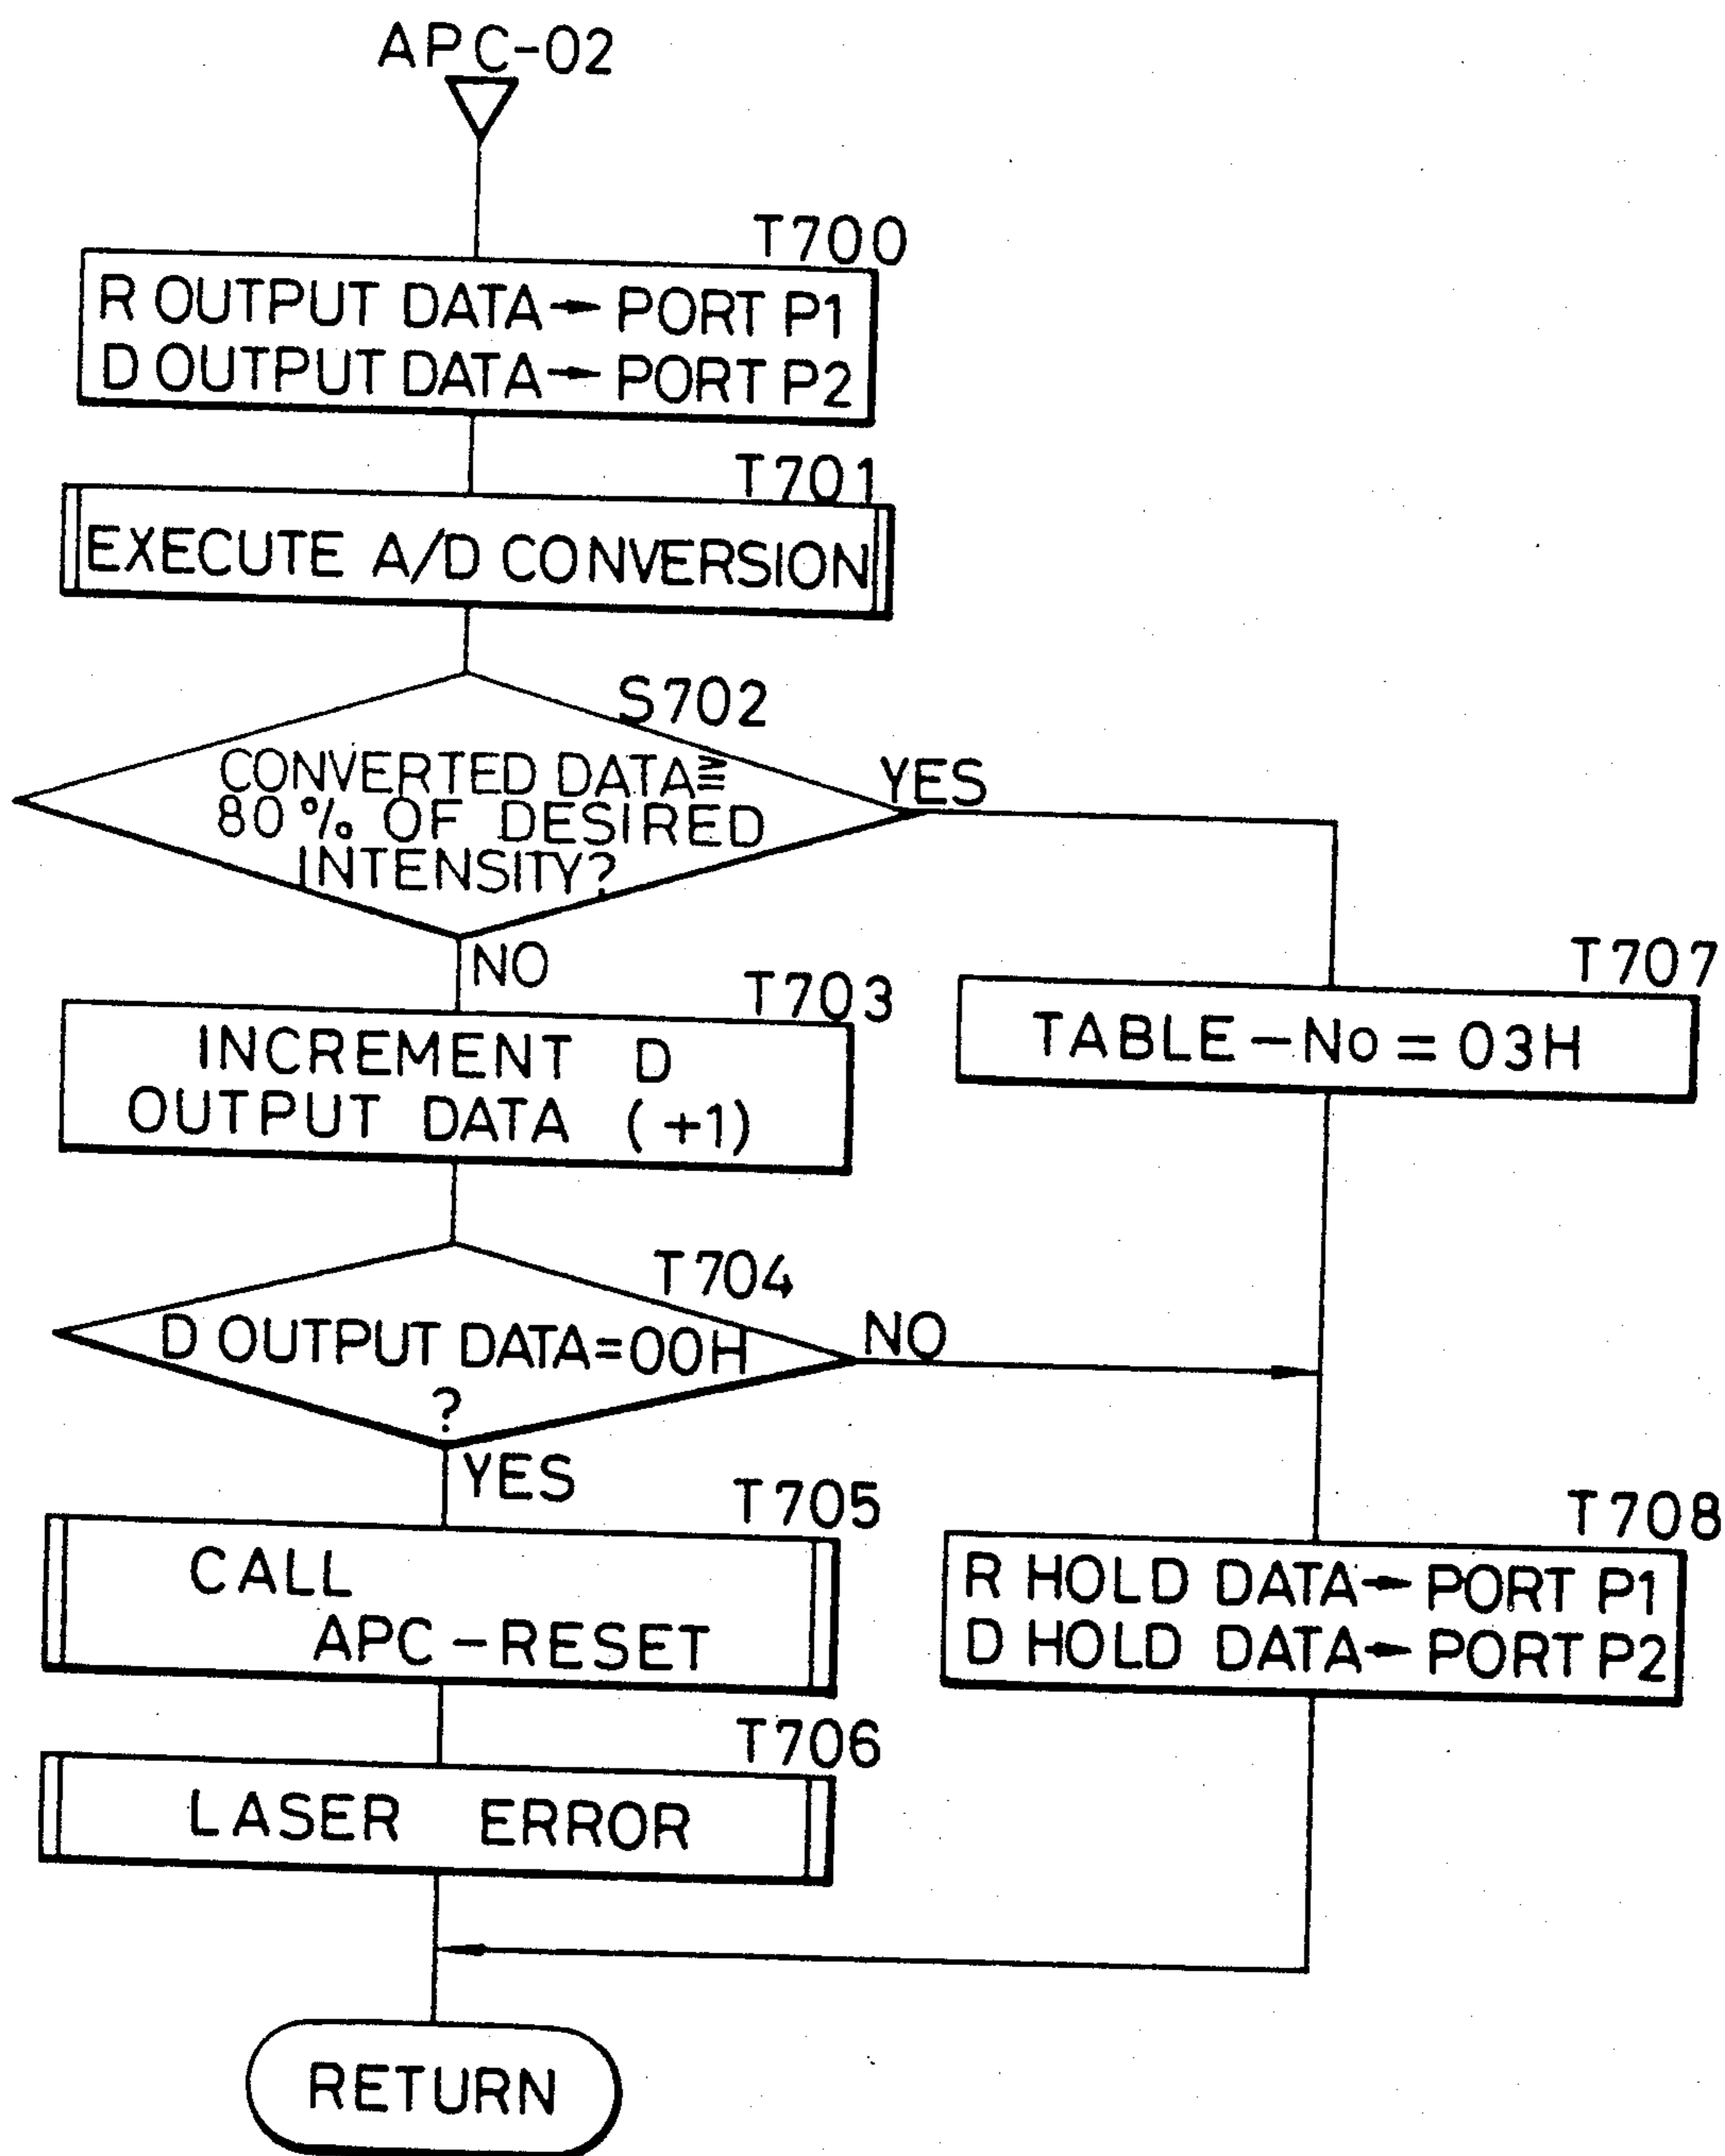 APC-02
T700
R OUTPUT DATA→PORT P1
D OUTPUT DATA→PORT P2
T701
EXECUTE A/D CONVERSION
S702
CONVERTED DATA≧
80% OF DESIRED
INTENSITY?
YES
NO
T703
INCREMENT D
OUTPUT DATA (+1)
T707
TABLE-No=03H
T704
D OUTPUT DATA=00H
?
NO
YES
T705
CALL
APC-RESET
T708
R HOLD DATA→PORT P1
D HOLD DATA→PORT P2
T706
LASER ERROR
RETURN